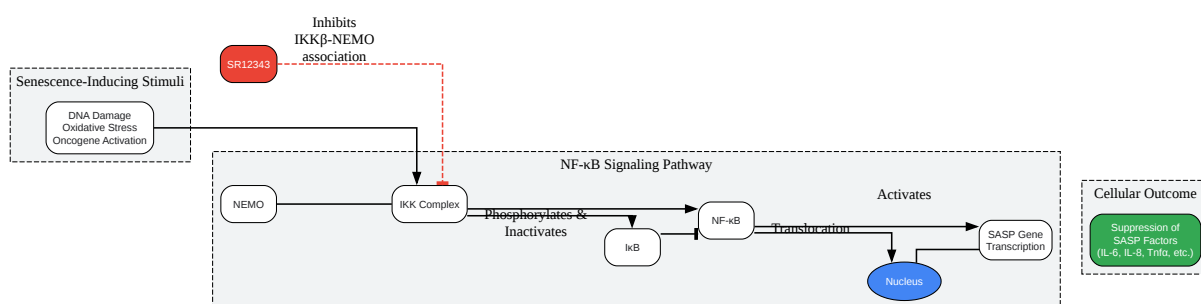 Inhibits
IKKβ-NEMO
association
SR12343
Senescence-Inducing Stimuli
DNA Damage
Oxidative Stress
Oncogene Activation
NF-κB Signaling Pathway
NEMO
IKK Complex
Phosphorylates &
Inactivates
IκB
NF-κB
Activates
Translocation
SASP Gene
Transcription
Nucleus
Cellular Outcome
Suppression of
SASP Factors
(IL-6, IL-8, Tnfα, etc.)